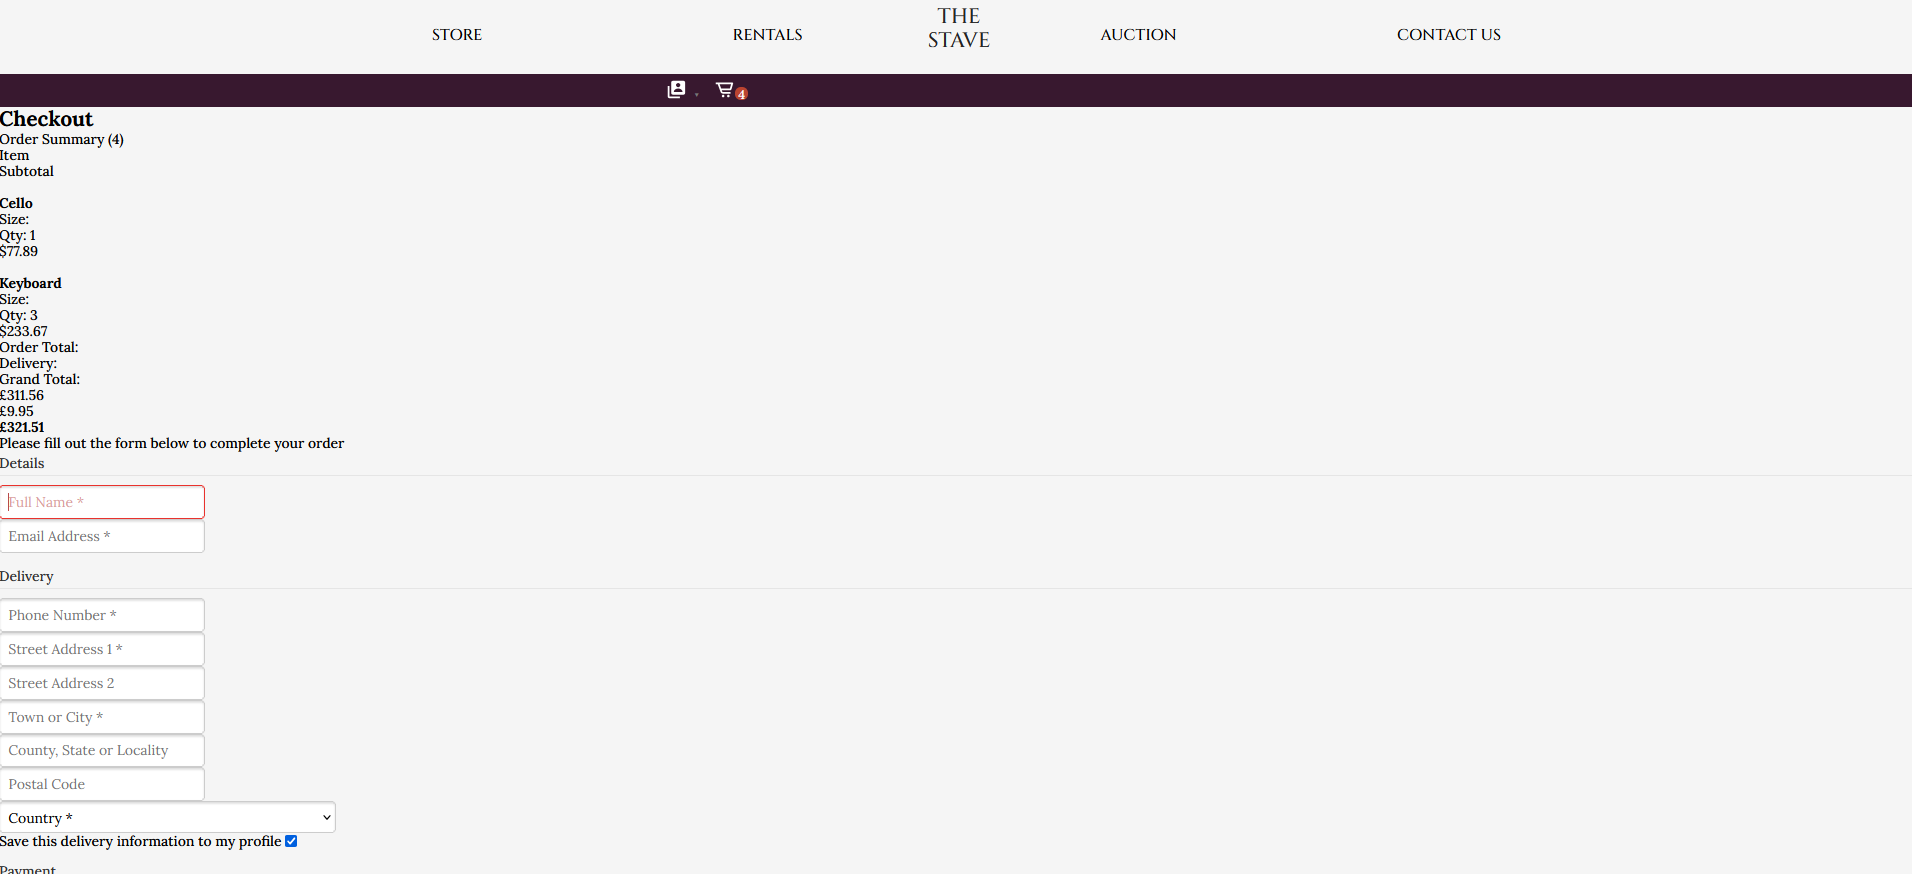 STORE
RENTALS
THE
STAVE
AUCTION
CONTACT US
4
Checkout
Order Summary (4)
Item
Subtotal
Cello
Size:
Qty: 1
$77.89
Keyboard
Size:
Qty: 3
$233.67
Order Total:
Delivery:
Grand Total:
£311.56
£9.95
£321.51
Please fill out the form below to complete your order
Details
Full Name *
Email Address *
Delivery
Phone Number *
Street Address 1 *
Street Address 2
Town or City *
County, State or Locality
Postal Code
Country *
Save this delivery information to my profile
Payment